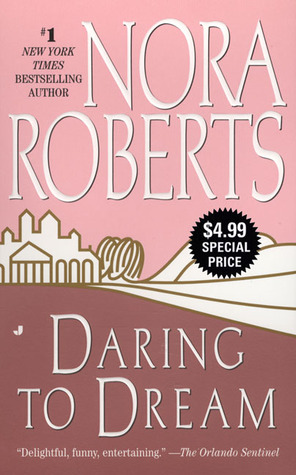 #1
NEW YORK
TIMES
BESTSELLING
AUTHOR
NORA
ROBERTS
$4.99
SPECIAL
PRICE
J
DARING
TO DREAM
“Delightful, funny, entertaining.” —The Orlando Sentinel